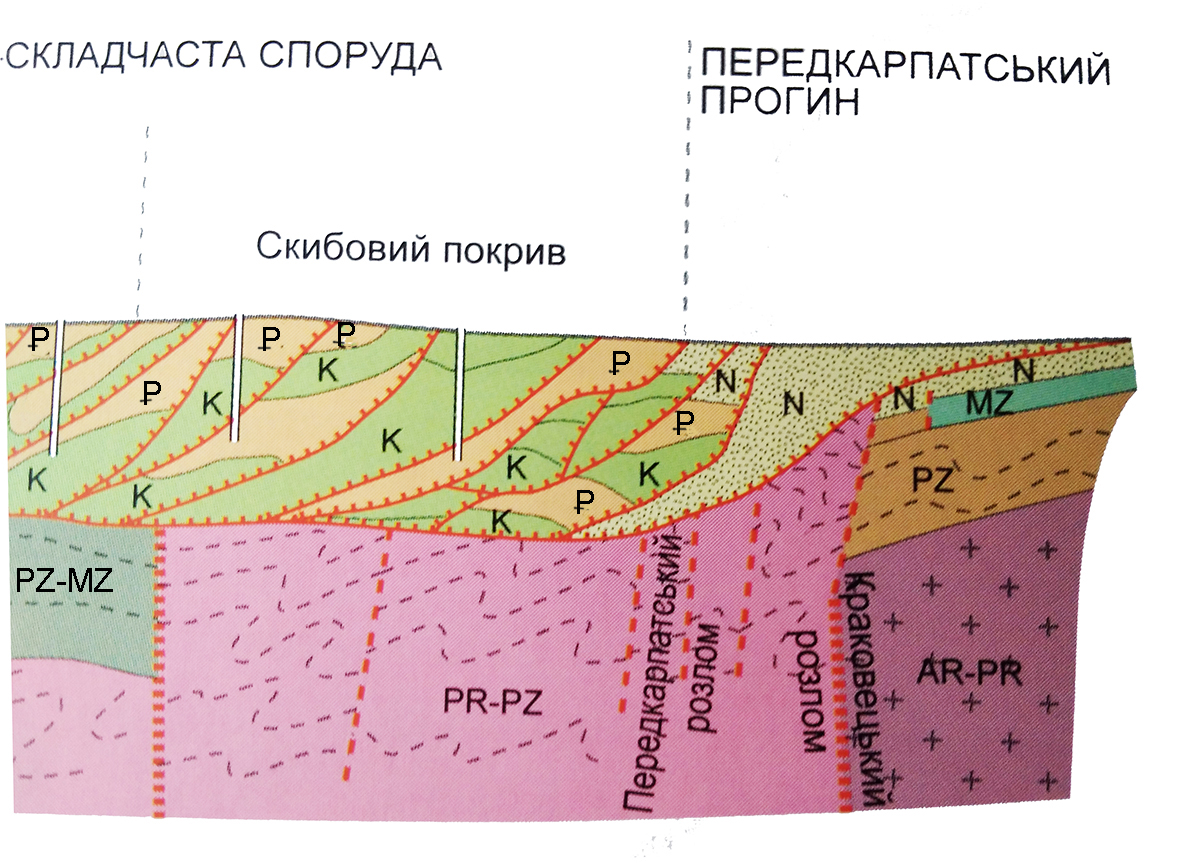 СКЛАДЧАСТА СПОРУДА
ПЕРЕДКАРПАТСЬКИЙ
ПРОГИН
Скибовий покрив
₽
₽
₽
₽
₽
₽
₽
K
K
K
K
K
K
K
K
N
N
N
N
MZ
PZ
PZ-MZ
PR-PZ
AR-PR
Передкарпатський
розлом
Краковецький
розлом